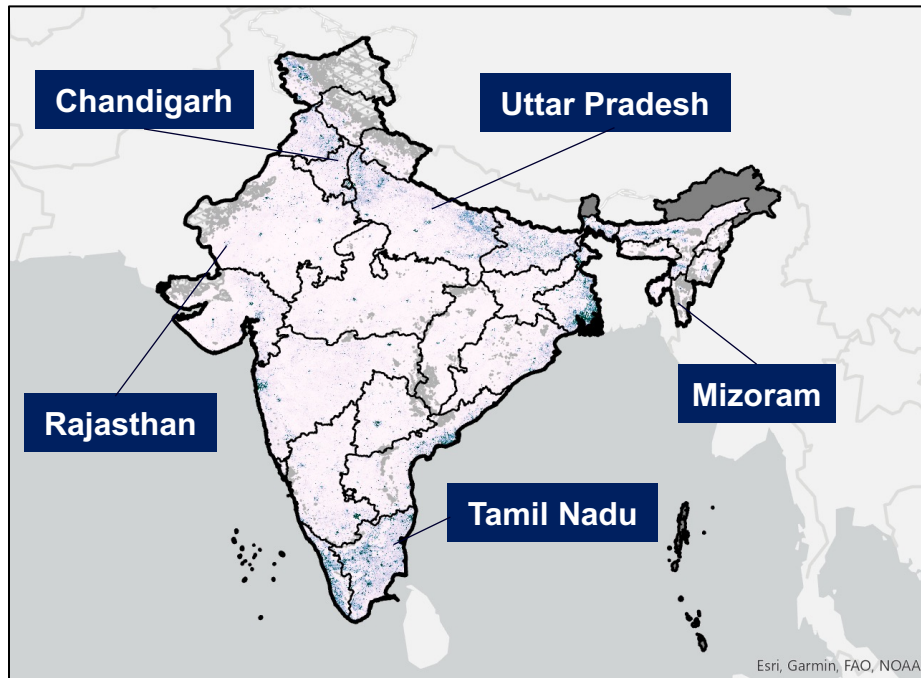 Chandigarh
Uttar Pradesh
Rajasthan
Mizoram
Tamil Nadu
Esri, Garmin, FAO, NOAA